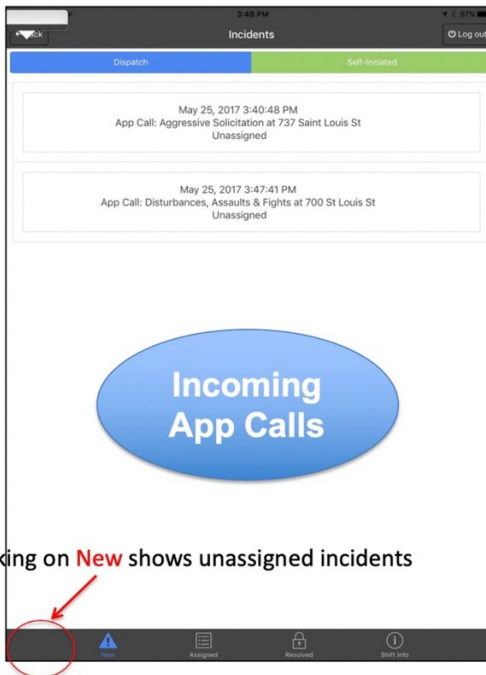 3:48 PM
97%
Incidents
Log out
Dispatch
Self-Initiated
May 25, 2017 3:40:48 PM
App Call: Aggressive Solicitation at 737 Saint Louis St
Unassigned
May 25, 2017 3:47:41 PM
App Call: Disturbances, Assaults & Fights at 700 St Louis St
Unassigned
Incoming
App Calls
king on New shows unassigned incidents
New
Assigned
Resolved
Shift Info